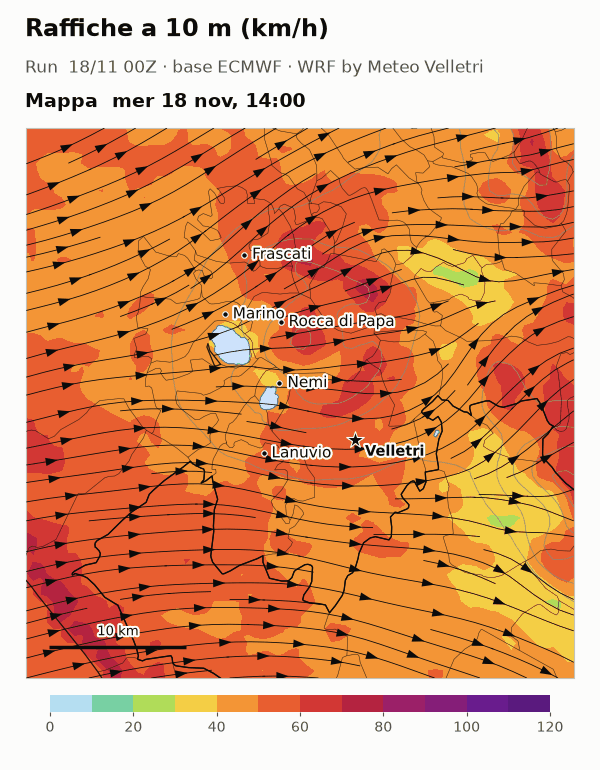 Raffiche a 10 m (km/h)
Run  18/11 00Z · base ECMWF · WRF by Meteo Velletri
Mappa  mer 18 nov, 14:00
Frascati
Marino
Rocca di Papa
Nemi
Velletri
Lanuvio
10 km
0 20 40 60 80 100 120